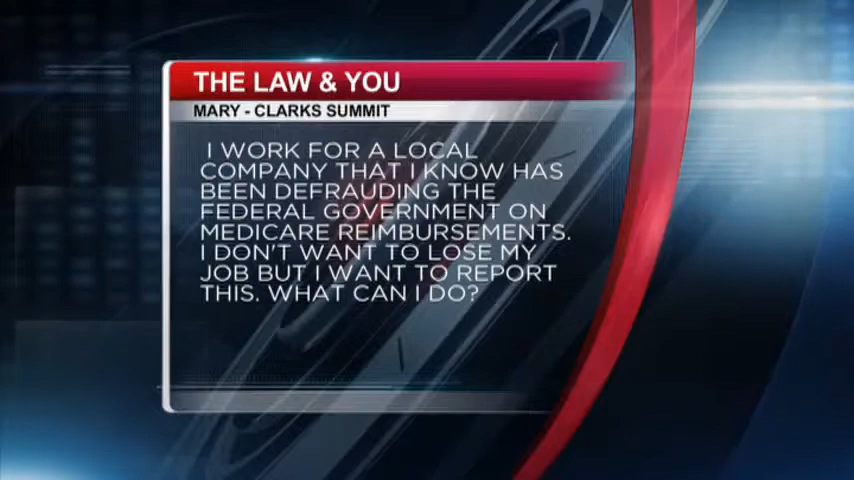 THE LAW & YOU
MARY - CLARKS SUMMIT
I WORK FOR A LOCAL
COMPANY THAT I KNOW HAS
BEEN DEFRAUDING THE
FEDERAL GOVERNMENT ON
MEDICARE REIMBURSEMENTS.
I DON'T WANT TO LOSE MY
JOB BUT I WANT TO REPORT
THIS. WHAT CAN I DO?